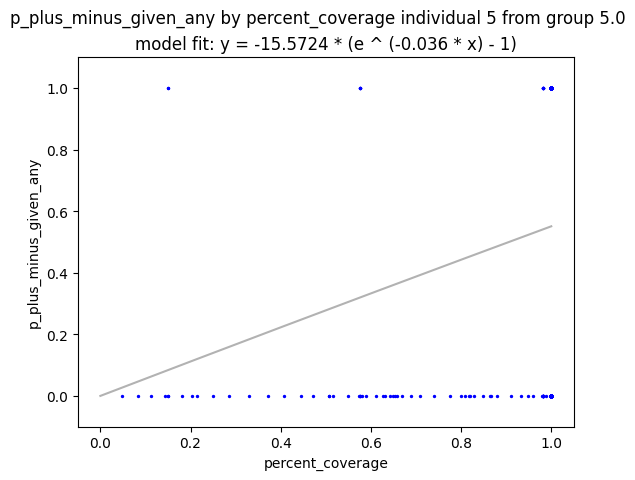 p_plus_minus_given_any by percent_coverage individual 5 from group 5.0
model fit: y = -15.5724 * (e ^ (-0.036 * x) - 1)
1.0
0.8
0.6
0.4
0.2
0.0
p_plus_minus_given_any
0.0 0.2 0.4 0.6 0.8 1.0
percent_coverage